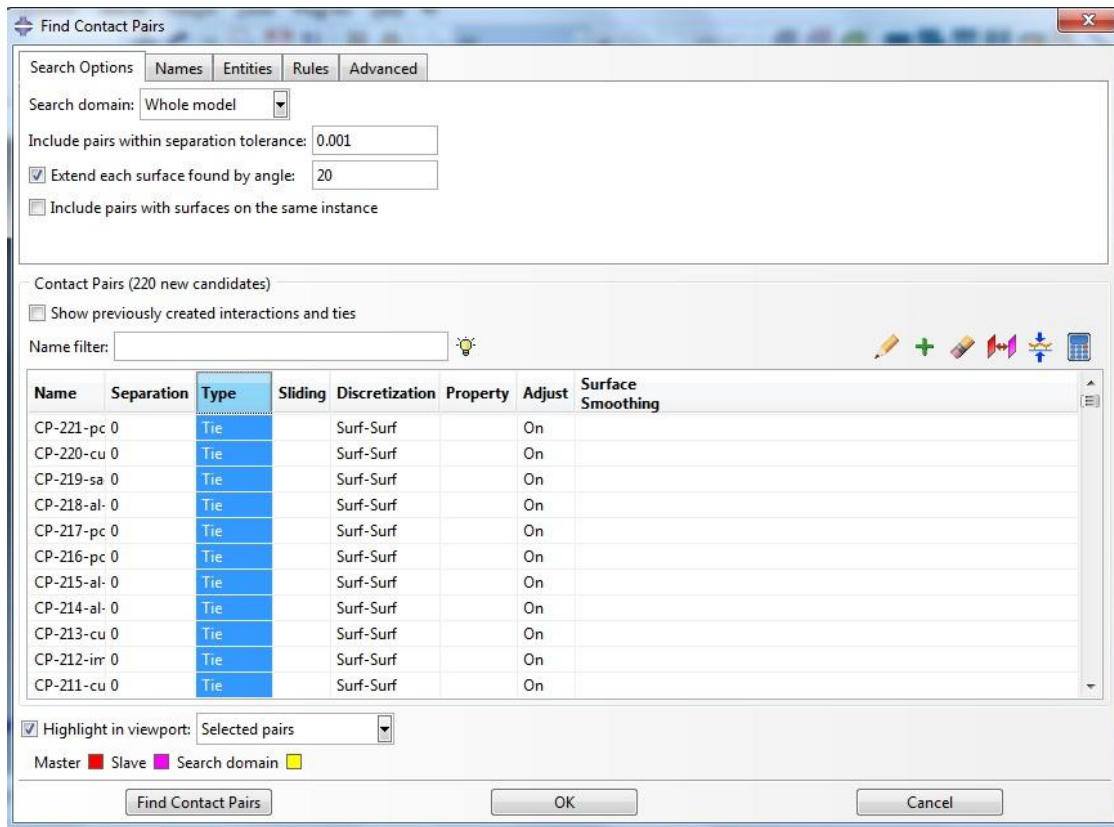 Find Contact Pairs
Search Options Names Entities Rules Advanced
Search domain: Whole model
Include pairs within separation tolerance: 0.001
Extend each surface found by angle: 20
Include pairs with surfaces on the same instance
Contact Pairs (220 new candidates)
Show previously created interactions and ties
Name filter:
Name Separation Type Sliding Discretization Property Adjust Surface Smoothing
CP-221-pc 0 Tie Surf-Surf On
CP-220-cu 0 Tie Surf-Surf On
CP-219-sa 0 Tie Surf-Surf On
CP-218-al- 0 Tie Surf-Surf On
CP-217-pc 0 Tie Surf-Surf On
CP-216-pc 0 Tie Surf-Surf On
CP-215-al- 0 Tie Surf-Surf On
CP-214-al- 0 Tie Surf-Surf On
CP-213-cu 0 Tie Surf-Surf On
CP-212-im 0 Tie Surf-Surf On
CP-211-cu 0 Tie Surf-Surf On
Highlight in viewport: Selected pairs
Master Slave Search domain
Find Contact Pairs OK Cancel